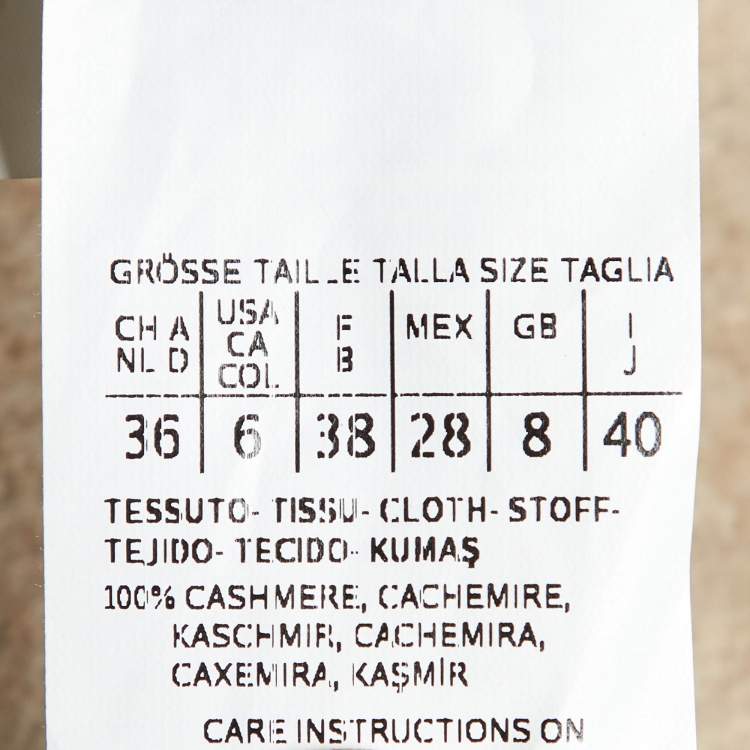 GRÖSSE TAILLE TALLA SIZE TAGLIA
CH A USA F MEX GB I
NL D CA B J
COL
36 6 38 28 8 40
TESSUTO- TISSU- CLOTH- STOFF-
TEJIDO- TECIDO- KUMAŞ
100% CASHMERE, CACHEMIRE,
KASCHMIR, CACHEMIRA,
CAXEMIRA, KAŞMİR
CARE INSTRUCTIONS ON